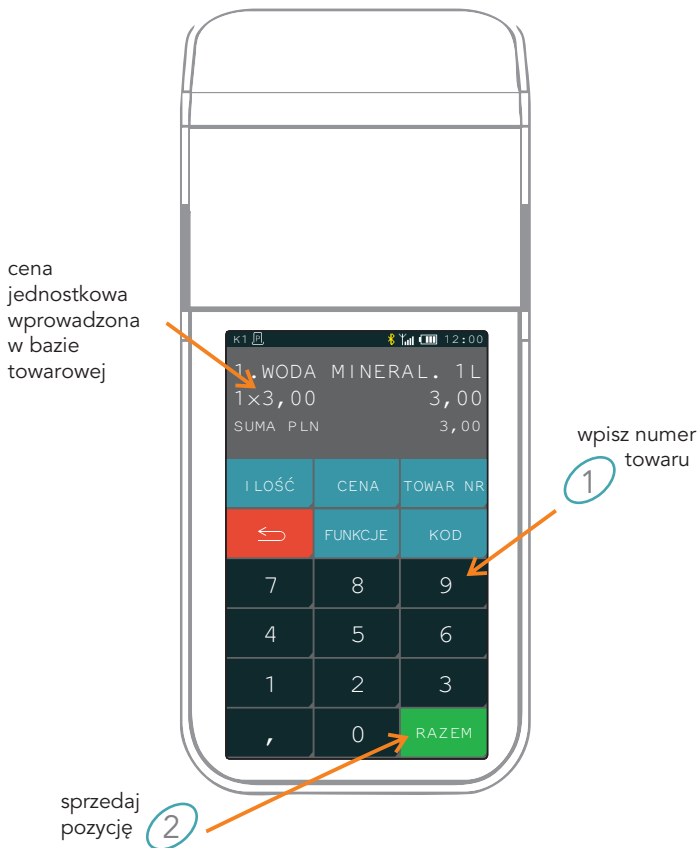 cena
jednostkowa
wprowadzona
w bazie
towarowej
K1 P 12:00
1.WODA MINERAL. 1L
1×3,00 3,00
SUMA PLN 3,00
wpisz numer
towaru
1
ILOŚĆ CENA TOWAR NR
FUNKCJE KOD
7 8 9
4 5 6
1 2 3
, 0 RAZEM
sprzedaj
pozycję
2